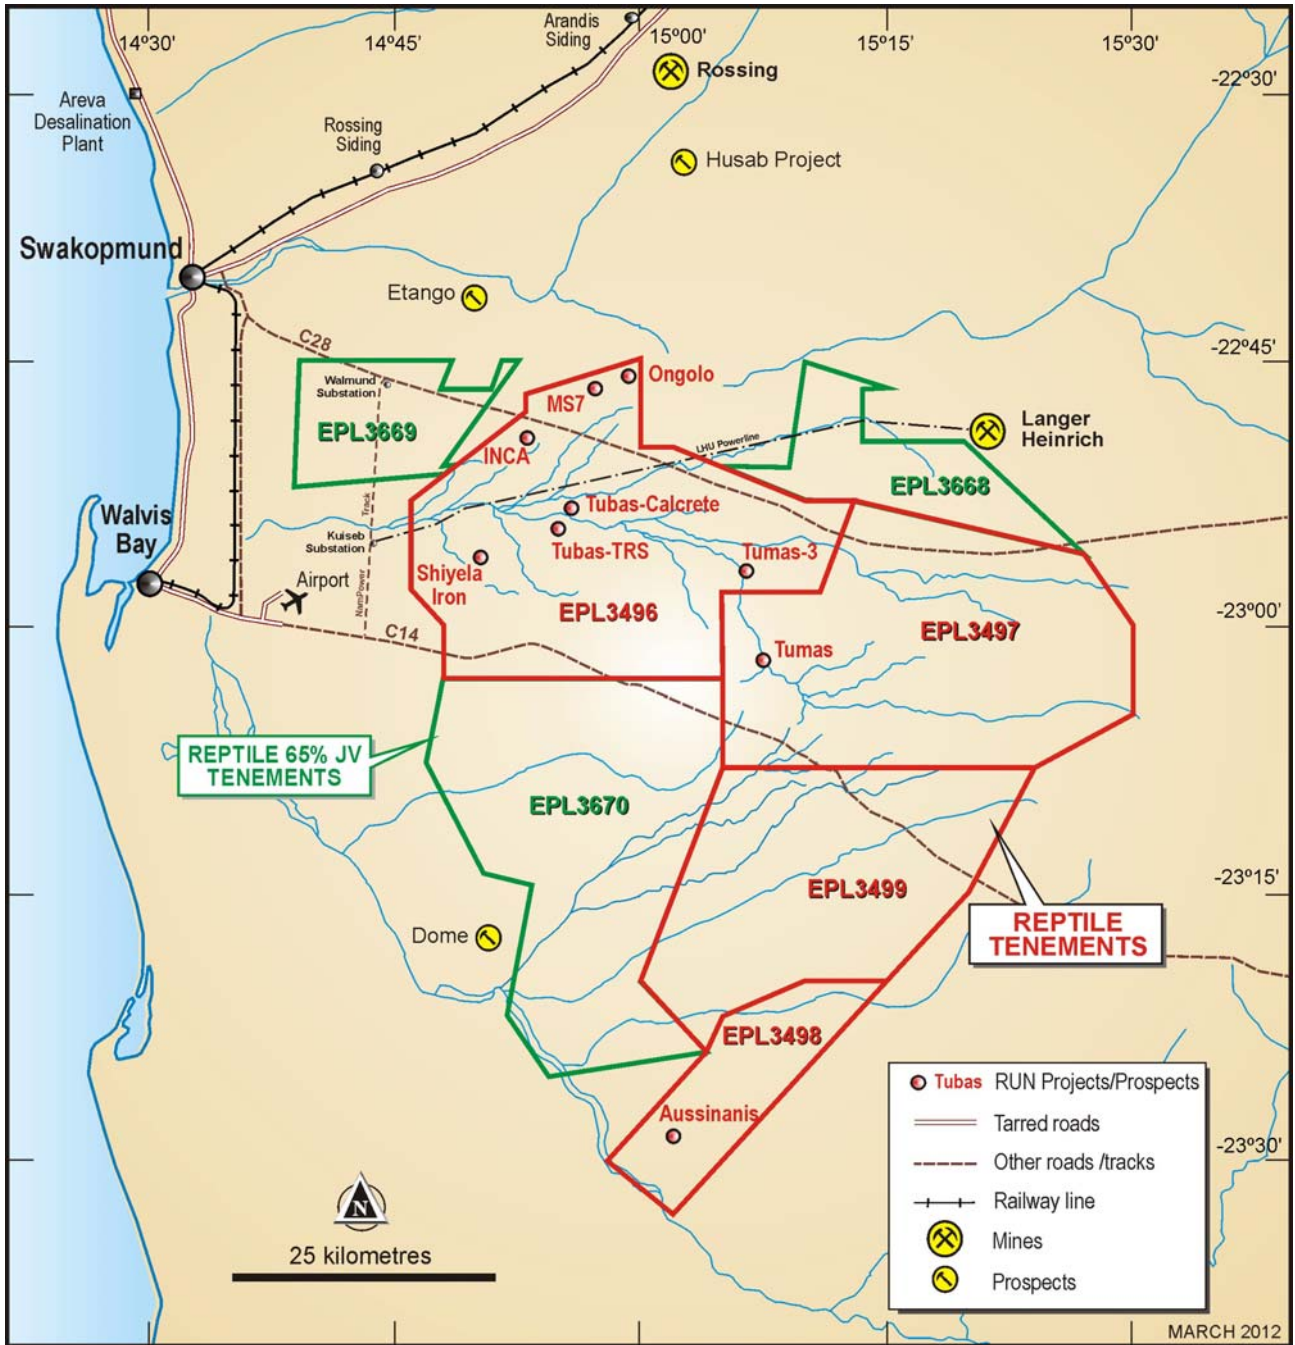 14º30'
14º45'
15º00'
15º15'
15º30'
Arandis
Siding
Rossing
-22º30'
Areva
Desalination
Plant
Rossing
Siding
Husab Project
Swakopmund
Etango
C28
-22º45'
Walmund
Substation
EPL3669
Ongolo
MS7
INCA
LHU Powerline
Langer
Heinrich
EPL3668
Walvis
Bay
Track
Kuiseb
Substation
Tubas-Calcrete
Tubas-TRS
Tumas-3
Shiyela
Iron
Airport
NamPower
EPL3496
EPL3497
-23º00'
C14
Tumas
REPTILE 65% JV
TENEMENTS
EPL3670
EPL3499
-23º15'
REPTILE
TENEMENTS
Dome
EPL3498
Aussinanis
-23º30'
Tubas RUN Projects/Prospects
Tarred roads
Other roads /tracks
Railway line
Mines
Prospects
N
25 kilometres
MARCH 2012